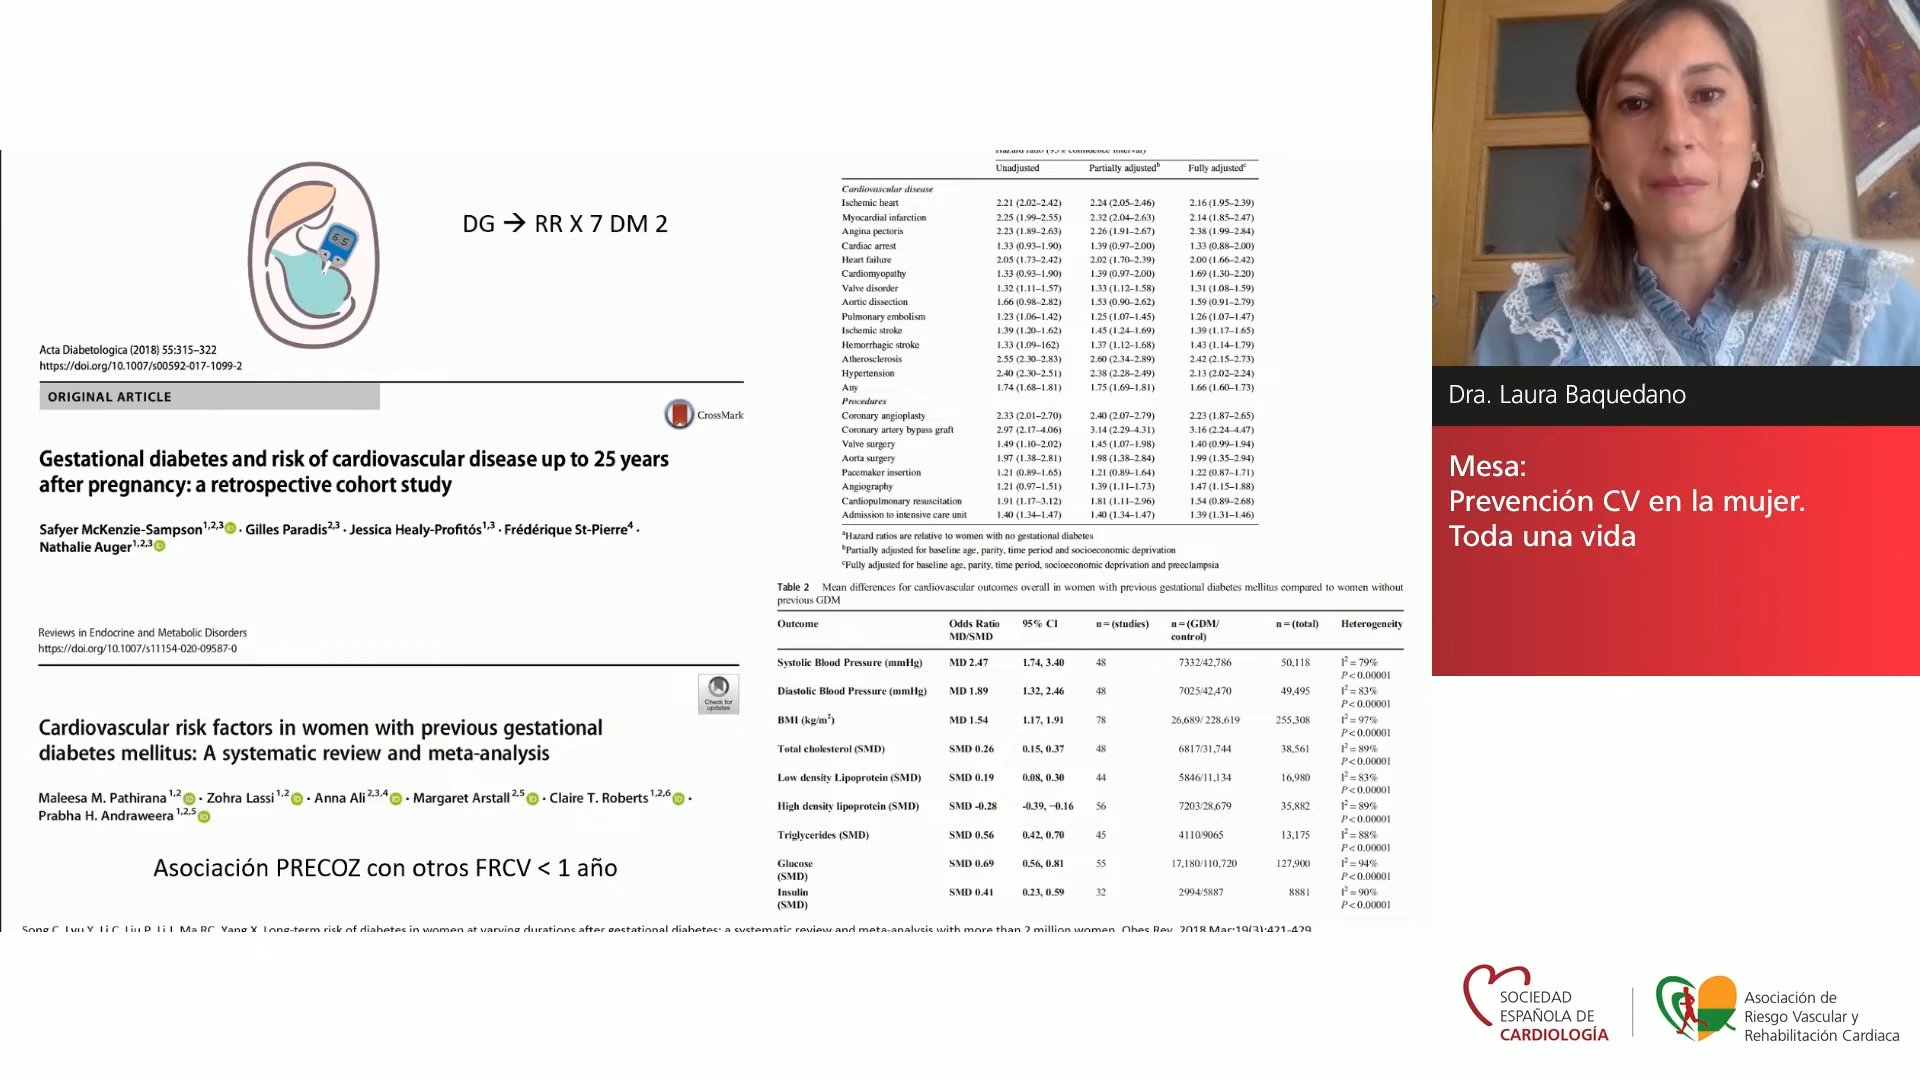 DG → RR X 7 DM 2
65
Acta Diabetologica (2018) 55:315–322
https://doi.org/10.1007/s00592-017-1099-2
ORIGINAL ARTICLE
CrossMark
Gestational diabetes and risk of cardiovascular disease up to 25 years
after pregnancy: a retrospective cohort study
Safyer McKenzie-Sampson1,2,3 · Gilles Paradis2,3 · Jessica Healy-Profitós1,3 · Frédérique St-Pierre4 ·
Nathalie Auger1,2,3
Reviews in Endocrine and Metabolic Disorders
https://doi.org/10.1007/s11154-020-09587-0
Check for
updates
Cardiovascular risk factors in women with previous gestational
diabetes mellitus: A systematic review and meta-analysis
Maleesa M. Pathirana 1,2 · Zohra Lassi 1,2 · Anna Ali 2,3,4 · Margaret Arstall 2,5 · Claire T. Roberts 1,2,6 ·
Prabha H. Andraweera 1,2,5
Asociación PRECOZ con otros FRCV < 1 año
Hazard ratio (95% confidence interval)
Unadjusted Partially adjustedb Fully adjustedc
Cardiovascular disease
Ischemic heart 2.21 (2.02–2.42) 2.24 (2.05–2.46) 2.16 (1.95–2.39)
Myocardial infarction 2.25 (1.99–2.55) 2.32 (2.04–2.63) 2.14 (1.85–2.47)
Angina pectoris 2.23 (1.89–2.63) 2.26 (1.91–2.67) 2.38 (1.99–2.84)
Cardiac arrest 1.33 (0.93–1.90) 1.39 (0.97–2.00) 1.33 (0.88–2.00)
Heart failure 2.05 (1.73–2.42) 2.02 (1.70–2.39) 2.00 (1.66–2.42)
Cardiomyopathy 1.33 (0.93–1.90) 1.39 (0.97–2.00) 1.69 (1.30–2.20)
Valve disorder 1.32 (1.11–1.57) 1.33 (1.12–1.58) 1.31 (1.08–1.59)
Aortic dissection 1.66 (0.98–2.82) 1.53 (0.90–2.62) 1.59 (0.91–2.79)
Pulmonary embolism 1.23 (1.06–1.42) 1.25 (1.07–1.45) 1.26 (1.07–1.47)
Ischemic stroke 1.39 (1.20–1.62) 1.45 (1.24–1.69) 1.39 (1.17–1.65)
Hemorrhagic stroke 1.33 (1.09–162) 1.37 (1.12–1.68) 1.43 (1.14–1.79)
Atherosclerosis 2.55 (2.30–2.83) 2.60 (2.34–2.89) 2.42 (2.15–2.73)
Hypertension 2.40 (2.30–2.51) 2.38 (2.28–2.49) 2.13 (2.02–2.24)
Any 1.74 (1.68–1.81) 1.75 (1.69–1.81) 1.66 (1.60–1.73)
Procedures
Coronary angioplasty 2.33 (2.01–2.70) 2.40 (2.07–2.79) 2.23 (1.87–2.65)
Coronary artery bypass graft 2.97 (2.17–4.06) 3.14 (2.29–4.31) 3.16 (2.24–4.47)
Valve surgery 1.49 (1.10–2.02) 1.45 (1.07–1.98) 1.40 (0.99–1.94)
Aorta surgery 1.97 (1.38–2.81) 1.98 (1.38–2.84) 1.99 (1.35–2.94)
Pacemaker insertion 1.21 (0.89–1.65) 1.21 (0.89–1.64) 1.22 (0.87–1.71)
Angiography 1.21 (0.97–1.51) 1.39 (1.11–1.73) 1.47 (1.15–1.88)
Cardiopulmonary resuscitation 1.91 (1.17–3.12) 1.81 (1.11–2.96) 1.54 (0.89–2.68)
Admission to intensive care unit 1.40 (1.34–1.47) 1.40 (1.34–1.47) 1.39 (1.31–1.46)
aHazard ratios are relative to women with no gestational diabetes
bPartially adjusted for baseline age, parity, time period and socioeconomic deprivation
cFully adjusted for baseline age, parity, time period, socioeconomic deprivation and preeclampsia
Table 2 Mean differences for cardiovascular outcomes overall in women with previous gestational diabetes mellitus compared to women without
previous GDM
Outcome Odds Ratio 95% CI n = (studies) n = (GDM/ n = (total) Heterogeneity
MD/SMD control)
Systolic Blood Pressure (mmHg) MD 2.47 1.74, 3.40 48 7332/42,786 50,118 I2 = 79%
P < 0.00001
Diastolic Blood Pressure (mmHg) MD 1.89 1.32, 2.46 48 7025/42,470 49,495 I2 = 83%
P < 0.00001
BMI (kg/m2) MD 1.54 1.17, 1.91 78 26,689/ 228,619 255,308 I2 = 97%
P < 0.00001
Total cholesterol (SMD) SMD 0.26 0.15, 0.37 48 6817/31,744 38,561 I2 = 89%
P < 0.00001
Low density Lipoprotein (SMD) SMD 0.19 0.08, 0.30 44 5846/11,134 16,980 I2 = 83%
P < 0.00001
High density lipoprotein (SMD) SMD -0.28 -0.39, −0.16 56 7203/28,679 35,882 I2 = 89%
P < 0.00001
Triglycerides (SMD) SMD 0.56 0.42, 0.70 45 4110/9065 13,175 I2 = 88%
P < 0.00001
Glucose SMD 0.69 0.56, 0.81 55 17,180/110,720 127,900 I2 = 94%
(SMD) P < 0.00001
Insulin SMD 0.41 0.23, 0.59 32 2994/5887 8881 I2 = 90%
(SMD) P < 0.00001
Song C, Lyu Y, Li C, Liu P, Li J, Ma RC, Yang X. Long-term risk of diabetes in women at varying durations after gestational diabetes: a systematic review and meta-analysis with more than 2 million women. Obes Rev. 2018 Mar;19(3):421-429.
Dra. Laura Baquedano
Mesa:
Prevención CV en la mujer.
Toda una vida
SOCIEDAD
ESPAÑOLA DE
CARDIOLOGÍA
Asociación de
Riesgo Vascular y
Rehabilitación Cardiaca